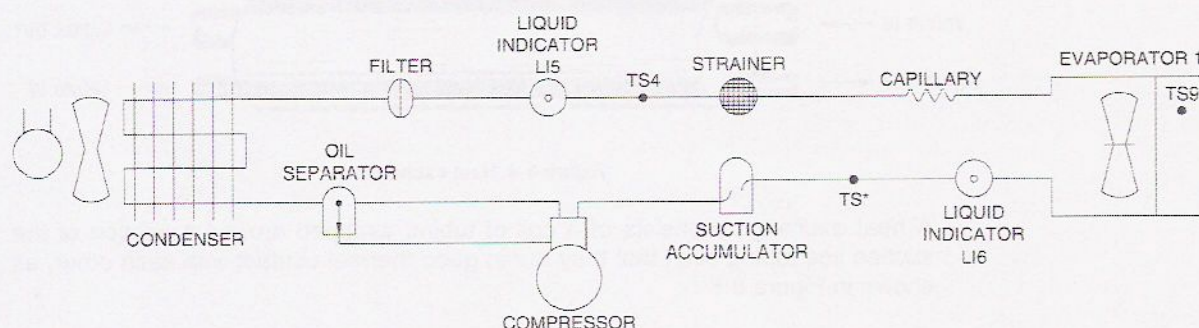 LIQUID
INDICATOR
LI5
FILTER
TS4
STRAINER
CAPILLARY
EVAPORATOR 1
TS9
OIL
SEPARATOR
CONDENSER
SUCTION
ACCUMULATOR
TS*
LIQUID
INDICATOR
LI6
COMPRESSOR